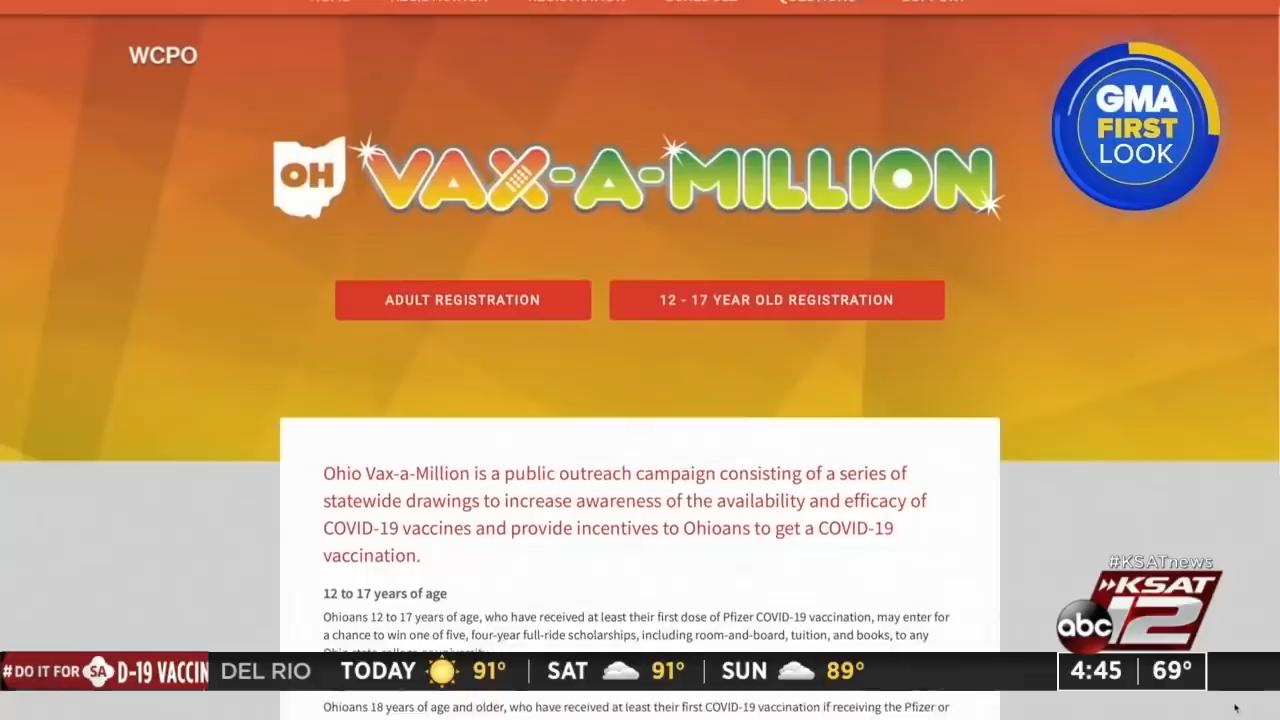 WCPO
GMA
FIRST
LOOK
OH VAX-A-MILLION
ADULT REGISTRATION
12 - 17 YEAR OLD REGISTRATION
Ohio Vax-a-Million is a public outreach campaign consisting of a series of
statewide drawings to increase awareness of the availability and efficacy of
COVID-19 vaccines and provide incentives to Ohioans to get a COVID-19
vaccination.
12 to 17 years of age
Ohioans 12 to 17 years of age, who have received at least their first dose of Pfizer COVID-19 vaccination, may enter for
a chance to win one of five, four-year full-ride scholarships, including room-and-board, tuition, and books, to any
#KSATnews
KSAT
abc 12
#DO IT FOR SA D-19 VACCIN DEL RIO TODAY 91° SAT 91° SUN 89° 4:45 69°
Ohioans 18 years of age and older, who have received at least their first COVID-19 vaccination if receiving the Pfizer or